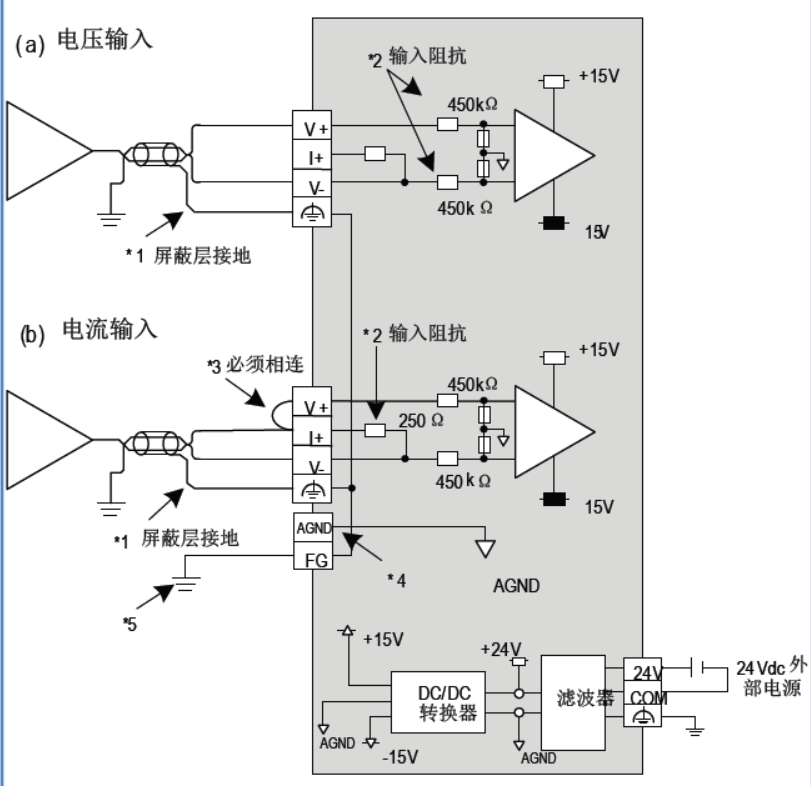 (a) 电压输入
*2 输入阻抗
+15V
450kΩ
V+
I+
V-
450k Ω
15V
*1 屏蔽层接地
(b) 电流输入
*2 输入阻抗
+15V
*3 必须相连
450kΩ
V+
250 Ω
I+
V-
450 k Ω
15V
*1 屏蔽层接地
AGND
FG
*4
AGND
*5
+15V
+24V
24V
24 Vdc 外
部电源
DC/DC
转换器
滤波器
COM
AGND
-15V
AGND